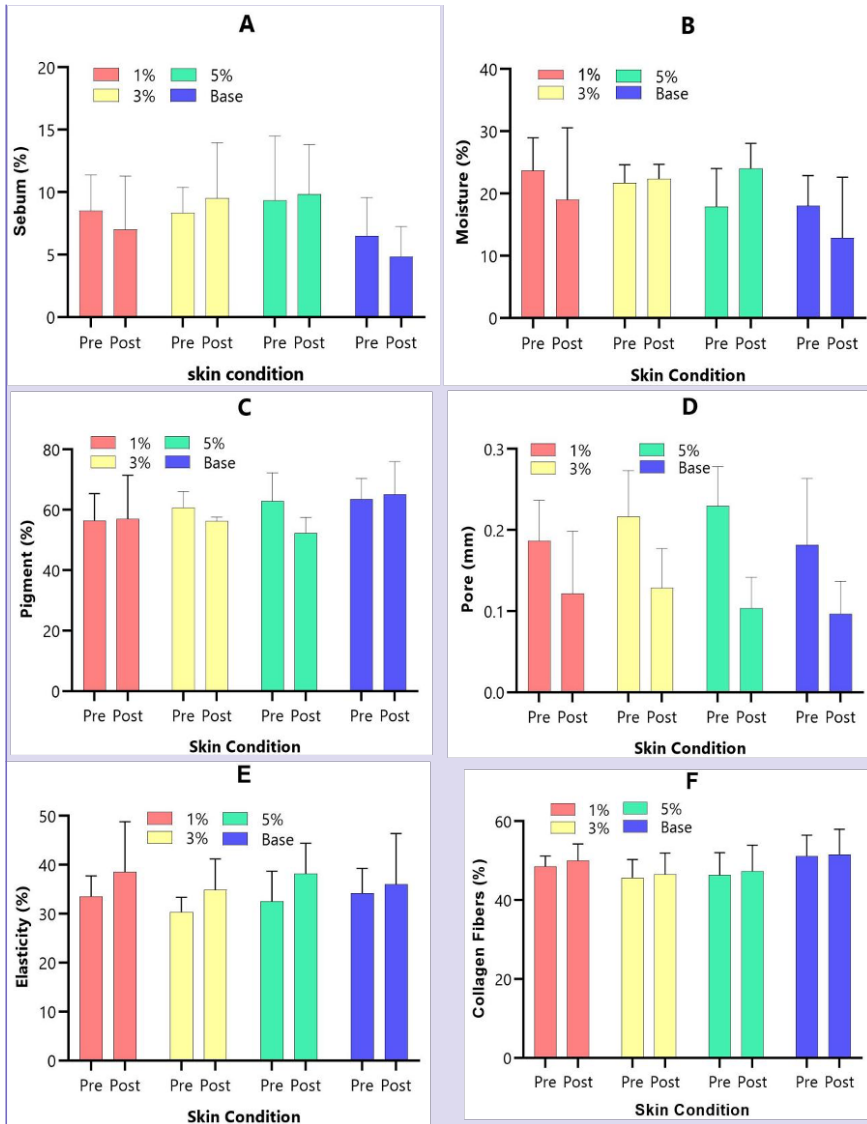 A
20
15
10
5
0
Sebum (%)
1%
5%
3%
Base
Pre Post Pre Post Pre Post Pre Post
skin condition
B
40
30
20
10
0
Moisture (%)
1%
5%
3%
Base
Pre Post Pre Post Pre Post Pre Post
Skin Condition
C
80
60
40
20
0
Pigment (%)
1%
5%
3%
Base
Pre Post Pre Post Pre Post Pre Post
Skin Condition
D
0.3
0.2
0.1
0.0
Pore (mm)
1%
5%
3%
Base
Pre Post Pre Post Pre Post Pre Post
Skin Condition
E
50
40
30
20
10
0
Elasticity (%)
1%
5%
3%
Base
Pre Post Pre Post Pre Post Pre Post
Skin Condition
F
60
40
20
0
Collagen Fibers (%)
1%
5%
3%
Base
Pre Post Pre Post Pre Post Pre Post
Skin Condition